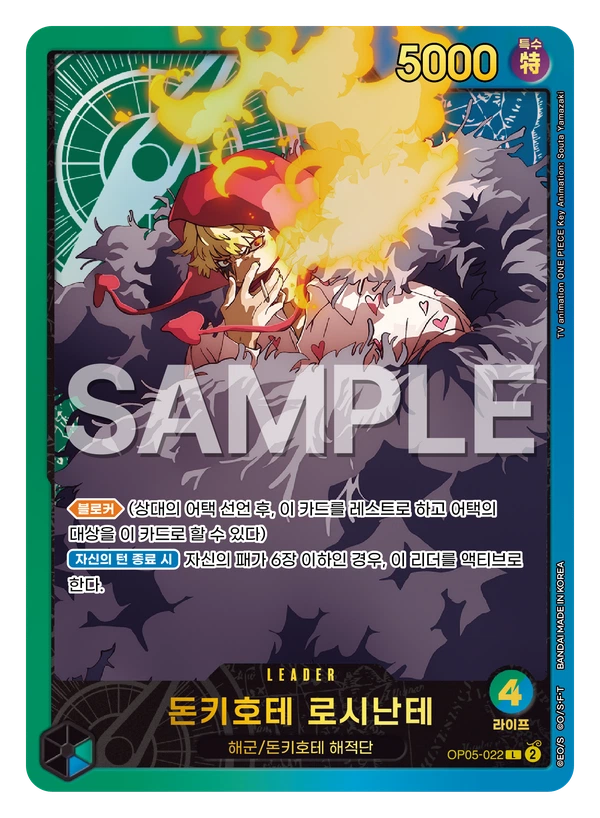 5000
특수
特
TV animation ONE PIECE Key Animation: Souta Yamazaki
SAMPLE
블로커 (상대의 어택 선언 후, 이 카드를 레스트로 하고 어택의
대상을 이 카드로 할 수 있다)
자신의 턴 종료 시 자신의 패가 6장 이하인 경우, 이 리더를 액티브로
한다.
LEADER
돈키호테 로시난테
해군/돈키호테 해적단
4
라이프
OP05-022 L 2
©EO/S ©O/S·F·T BANDAI MADE IN KOREA